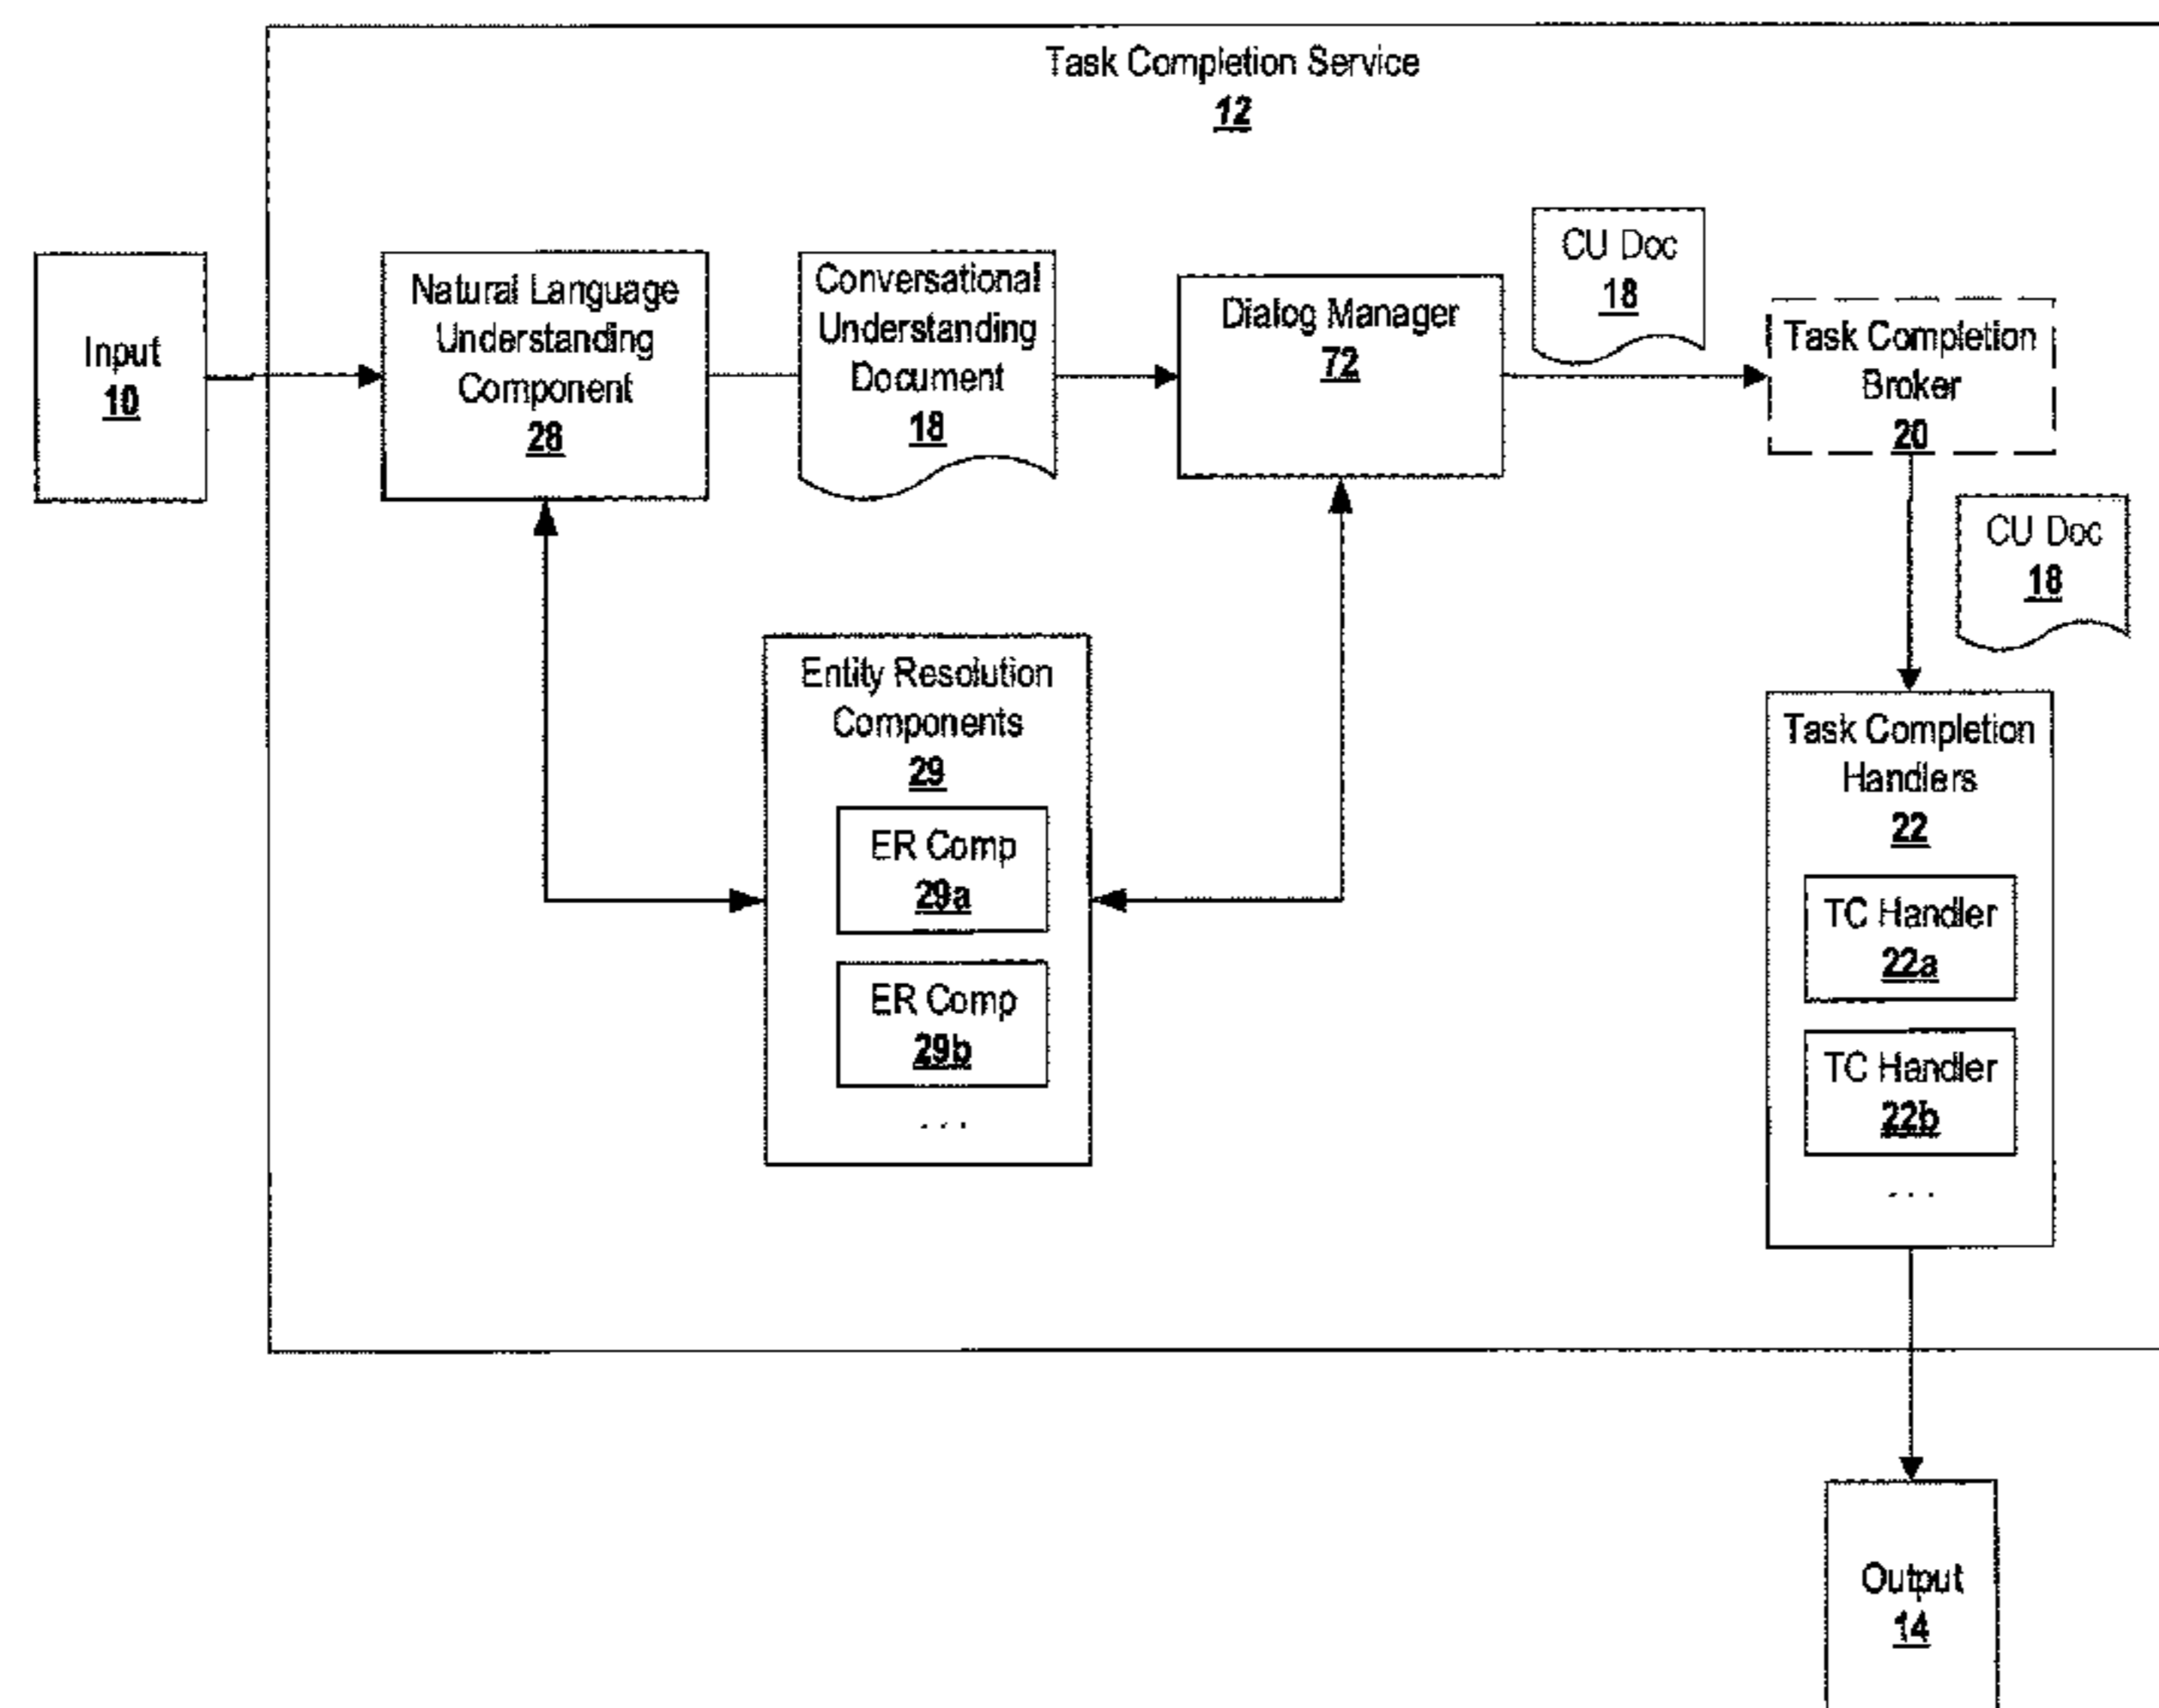 Task Completion Service
12
Input
10
Natural Language
Understanding
Component
28
Conversational
Understanding
Document
18
Dialog Manager
72
CU Doc
18
Task Completion
Broker
20
CU Doc
18
Entity Resolution
Components
29
ER Comp
29a
ER Comp
29b
. . .
Task Completion
Handlers
22
TC Handler
22a
TC Handler
22b
. . .
Output
14